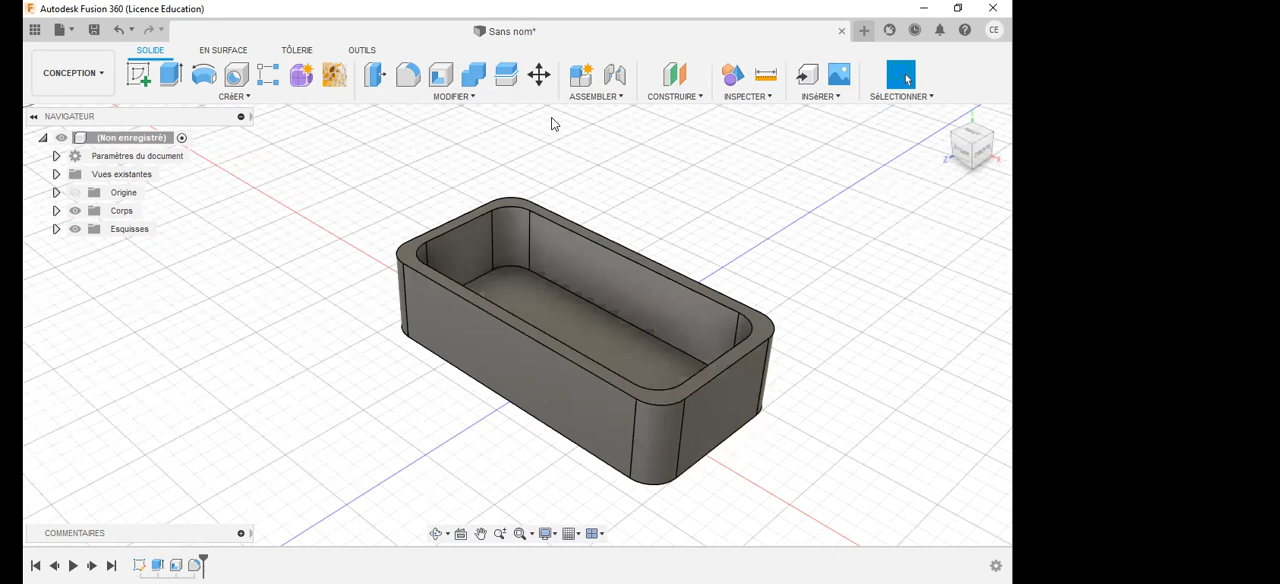 Autodesk Fusion 360 (Licence Education)
Sans nom*
CE
SOLIDE
EN SURFACE
TÔLERIE
OUTILS
CONCEPTION
CRÉER
MODIFIER
ASSEMBLER
CONSTRUIRE
INSPECTER
INSÉRER
SÉLECTIONNER
NAVIGATEUR
(Non enregistré)
Paramètres du document
Vues existantes
Origine
Corps
Esquisses
Z
X
COMMENTAIRES